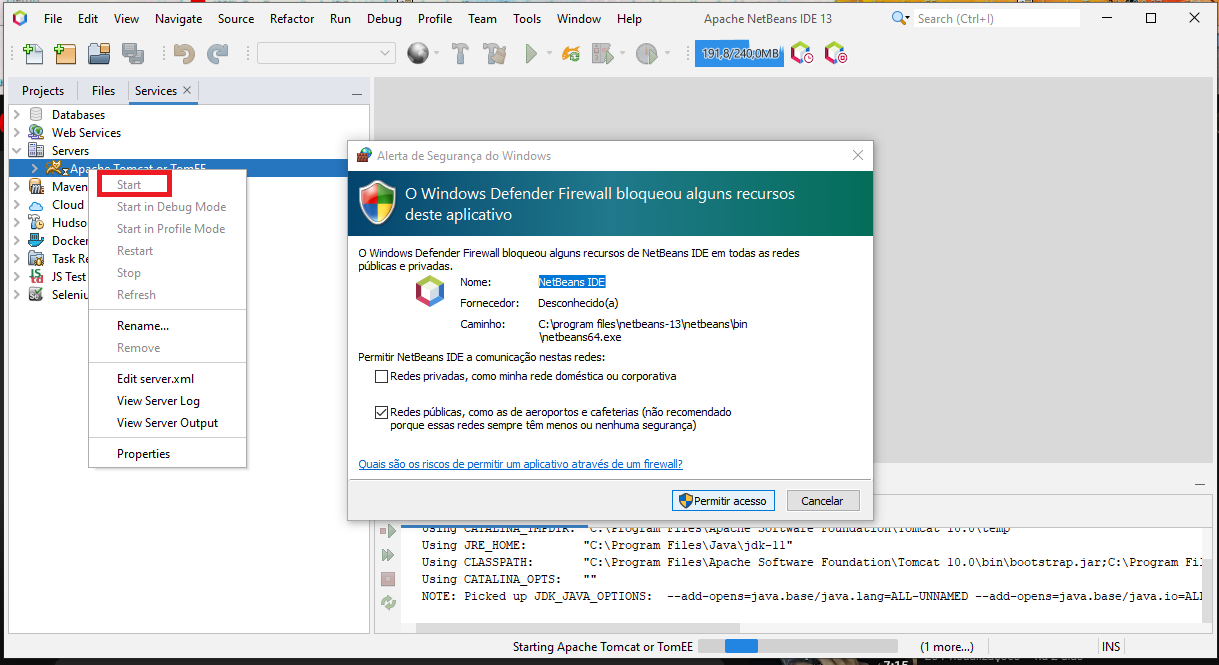 File Edit View Navigate Source Refactor Run Debug Profile Team Tools Window Help Apache NetBeans IDE 13 Search (Ctrl+I)
191,8/240,0MB
Projects Files Services
Databases
Web Services
Servers
Apache Tomcat or TomEE
Maven
Cloud
Hudso
Docker
Task Re
JS Test
Seleniu
Start
Start in Debug Mode
Start in Profile Mode
Restart
Stop
Refresh
Rename...
Remove
Edit server.xml
View Server Log
View Server Output
Properties
Alerta de Segurança do Windows
O Windows Defender Firewall bloqueou alguns recursos
deste aplicativo
O Windows Defender Firewall bloqueou alguns recursos de NetBeans IDE em todas as redes
públicas e privadas.
Nome: NetBeans IDE
Fornecedor: Desconhecido(a)
Caminho: C:\program files\netbeans-13\netbeans\bin
\netbeans64.exe
Permitir NetBeans IDE a comunicação nestas redes:
Redes privadas, como minha rede doméstica ou corporativa
Redes públicas, como as de aeroportos e cafeterias (não recomendado
porque essas redes sempre têm menos ou nenhuma segurança)
Quais são os riscos de permitir um aplicativo através de um firewall?
Permitir acesso Cancelar
Using CATALINA_TMPDIR: "C:\Program Files\Apache Software Foundation\Tomcat 10.0\temp
Using JRE_HOME: "C:\Program Files\Java\jdk-11"
Using CLASSPATH: "C:\Program Files\Apache Software Foundation\Tomcat 10.0\bin\bootstrap.jar;C:\Program Fil
Using CATALINA_OPTS: ""
NOTE: Picked up JDK_JAVA_OPTIONS: --add-opens=java.base/java.lang=ALL-UNNAMED --add-opens=java.base/java.io=ALL
Starting Apache Tomcat or TomEE (1 more...) INS